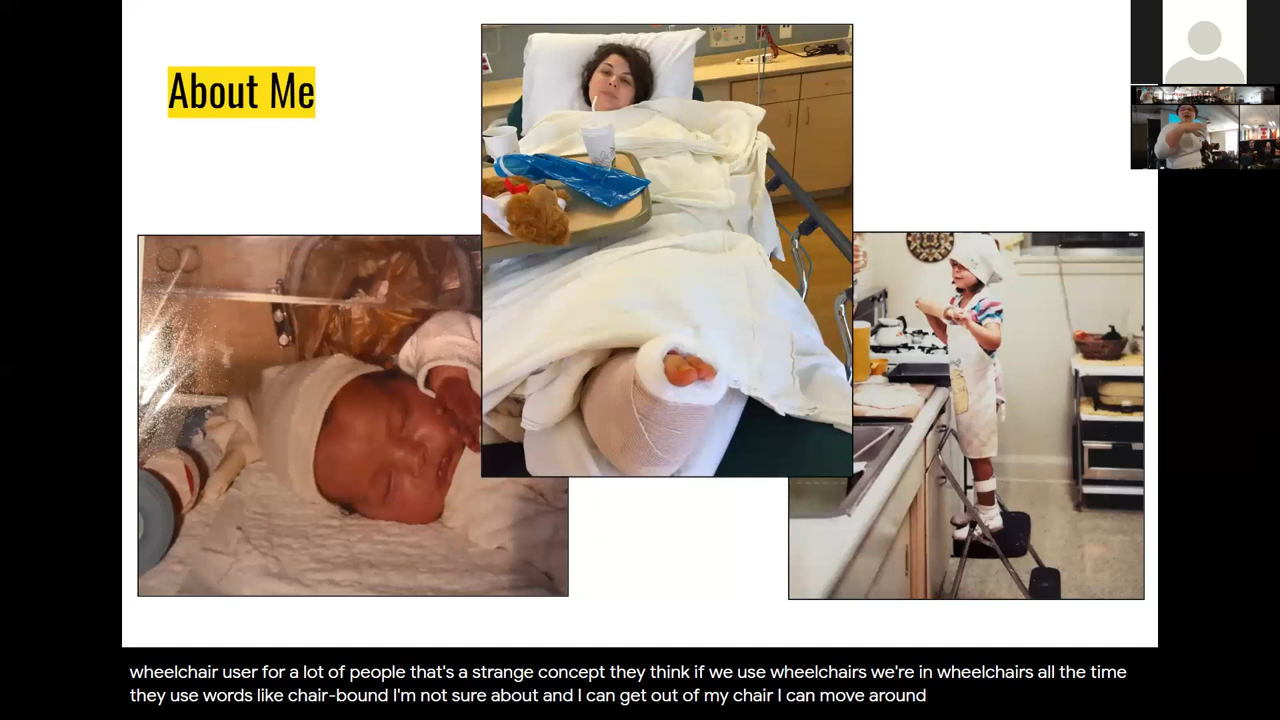 About Me
wheelchair user for a lot of people that's a strange concept they think if we use wheelchairs we're in wheelchairs all the time
they use words like chair-bound I'm not sure about and I can get out of my chair I can move around